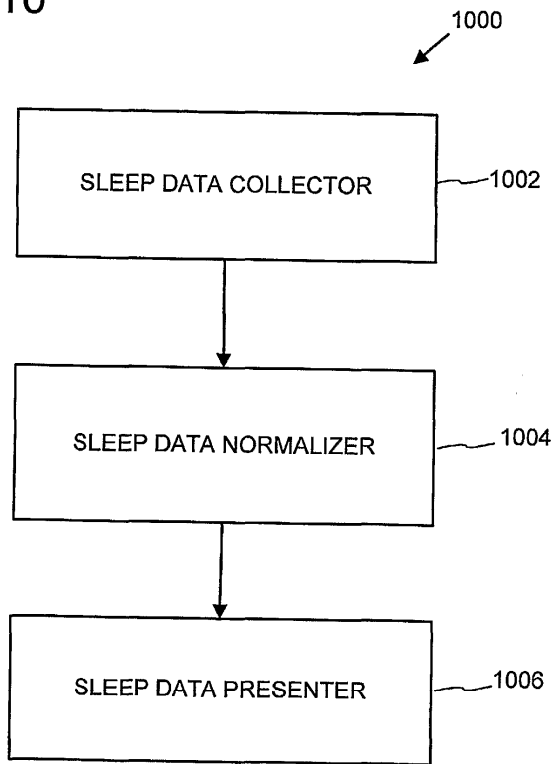 10
1000
SLEEP DATA COLLECTOR
1002
SLEEP DATA NORMALIZER
1004
SLEEP DATA PRESENTER
1006